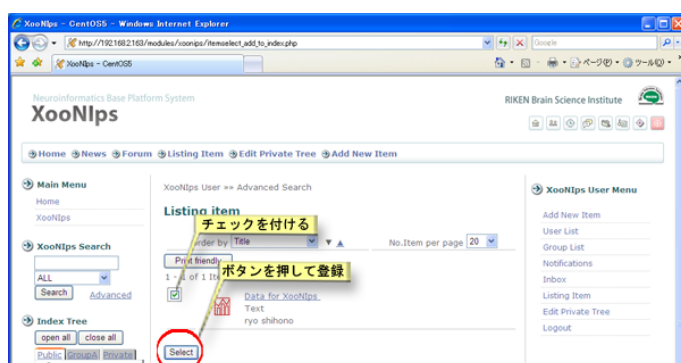 XooNIps - CentOS5 - Windows Internet Explorer
http://192.168.2.163/modules/xoonips/itemselect_add_to_index.php
Google
XooNIps - CentOS5
ページ(P)
ツール(O)
Neuroinformatics Base Platform System
XooNIps
RIKEN Brain Science Institute
Home News Forum Listing Item Edit Private Tree Add New Item
Main Menu
Home
XooNIps
XooNIps Search
ALL
Search Advanced
Index Tree
open all close all
Public GroupA Private
XooNIps User »» Advanced Search
Listing item
チェックを付ける
order by Title
No.Item per page 20
Print friendly
ボタンを押して登録
1 - 1 of 1
Data for XooNIps
Text
ryo shihono
Select
XooNIps User Menu
Add New Item
User List
Group List
Notifications
Inbox
Listing Item
Edit Private Tree
Logout